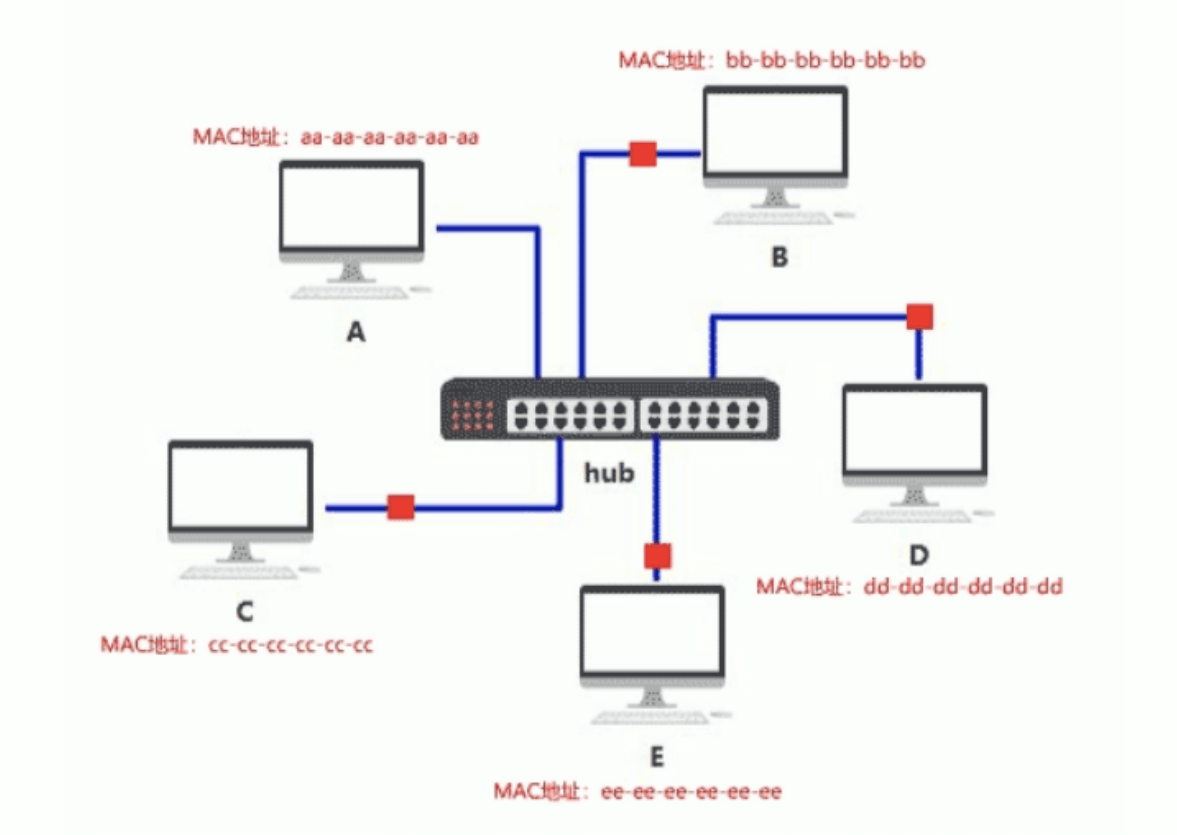 MAC地址：bb-bb-bb-bb-bb-bb
MAC地址：aa-aa-aa-aa-aa-aa
B
A
hub
D
MAC地址：dd-dd-dd-dd-dd-dd
C
MAC地址：cc-cc-cc-cc-cc-cc
E
MAC地址：ee-ee-ee-ee-ee-ee